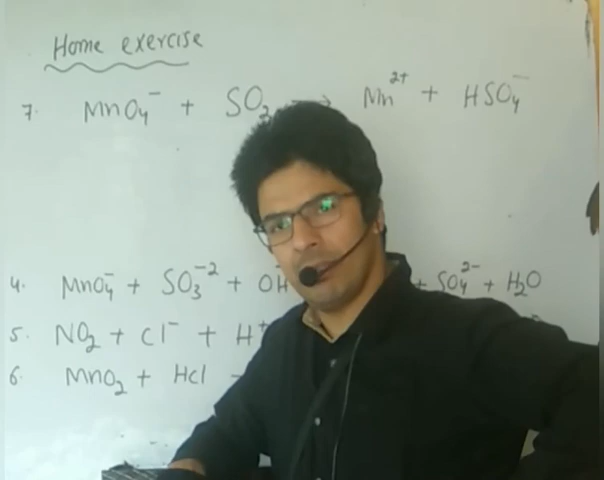 Home exercise
7. MnO₄⁻ + SO₂ → Mn²⁺ + HSO₄⁻
4. MnO₄⁻ + SO₃⁻² + OH⁻ + SO₄²⁻ + H₂O
5. NO₂ + Cl⁻ + H⁺
6. MnO₂ + HCl